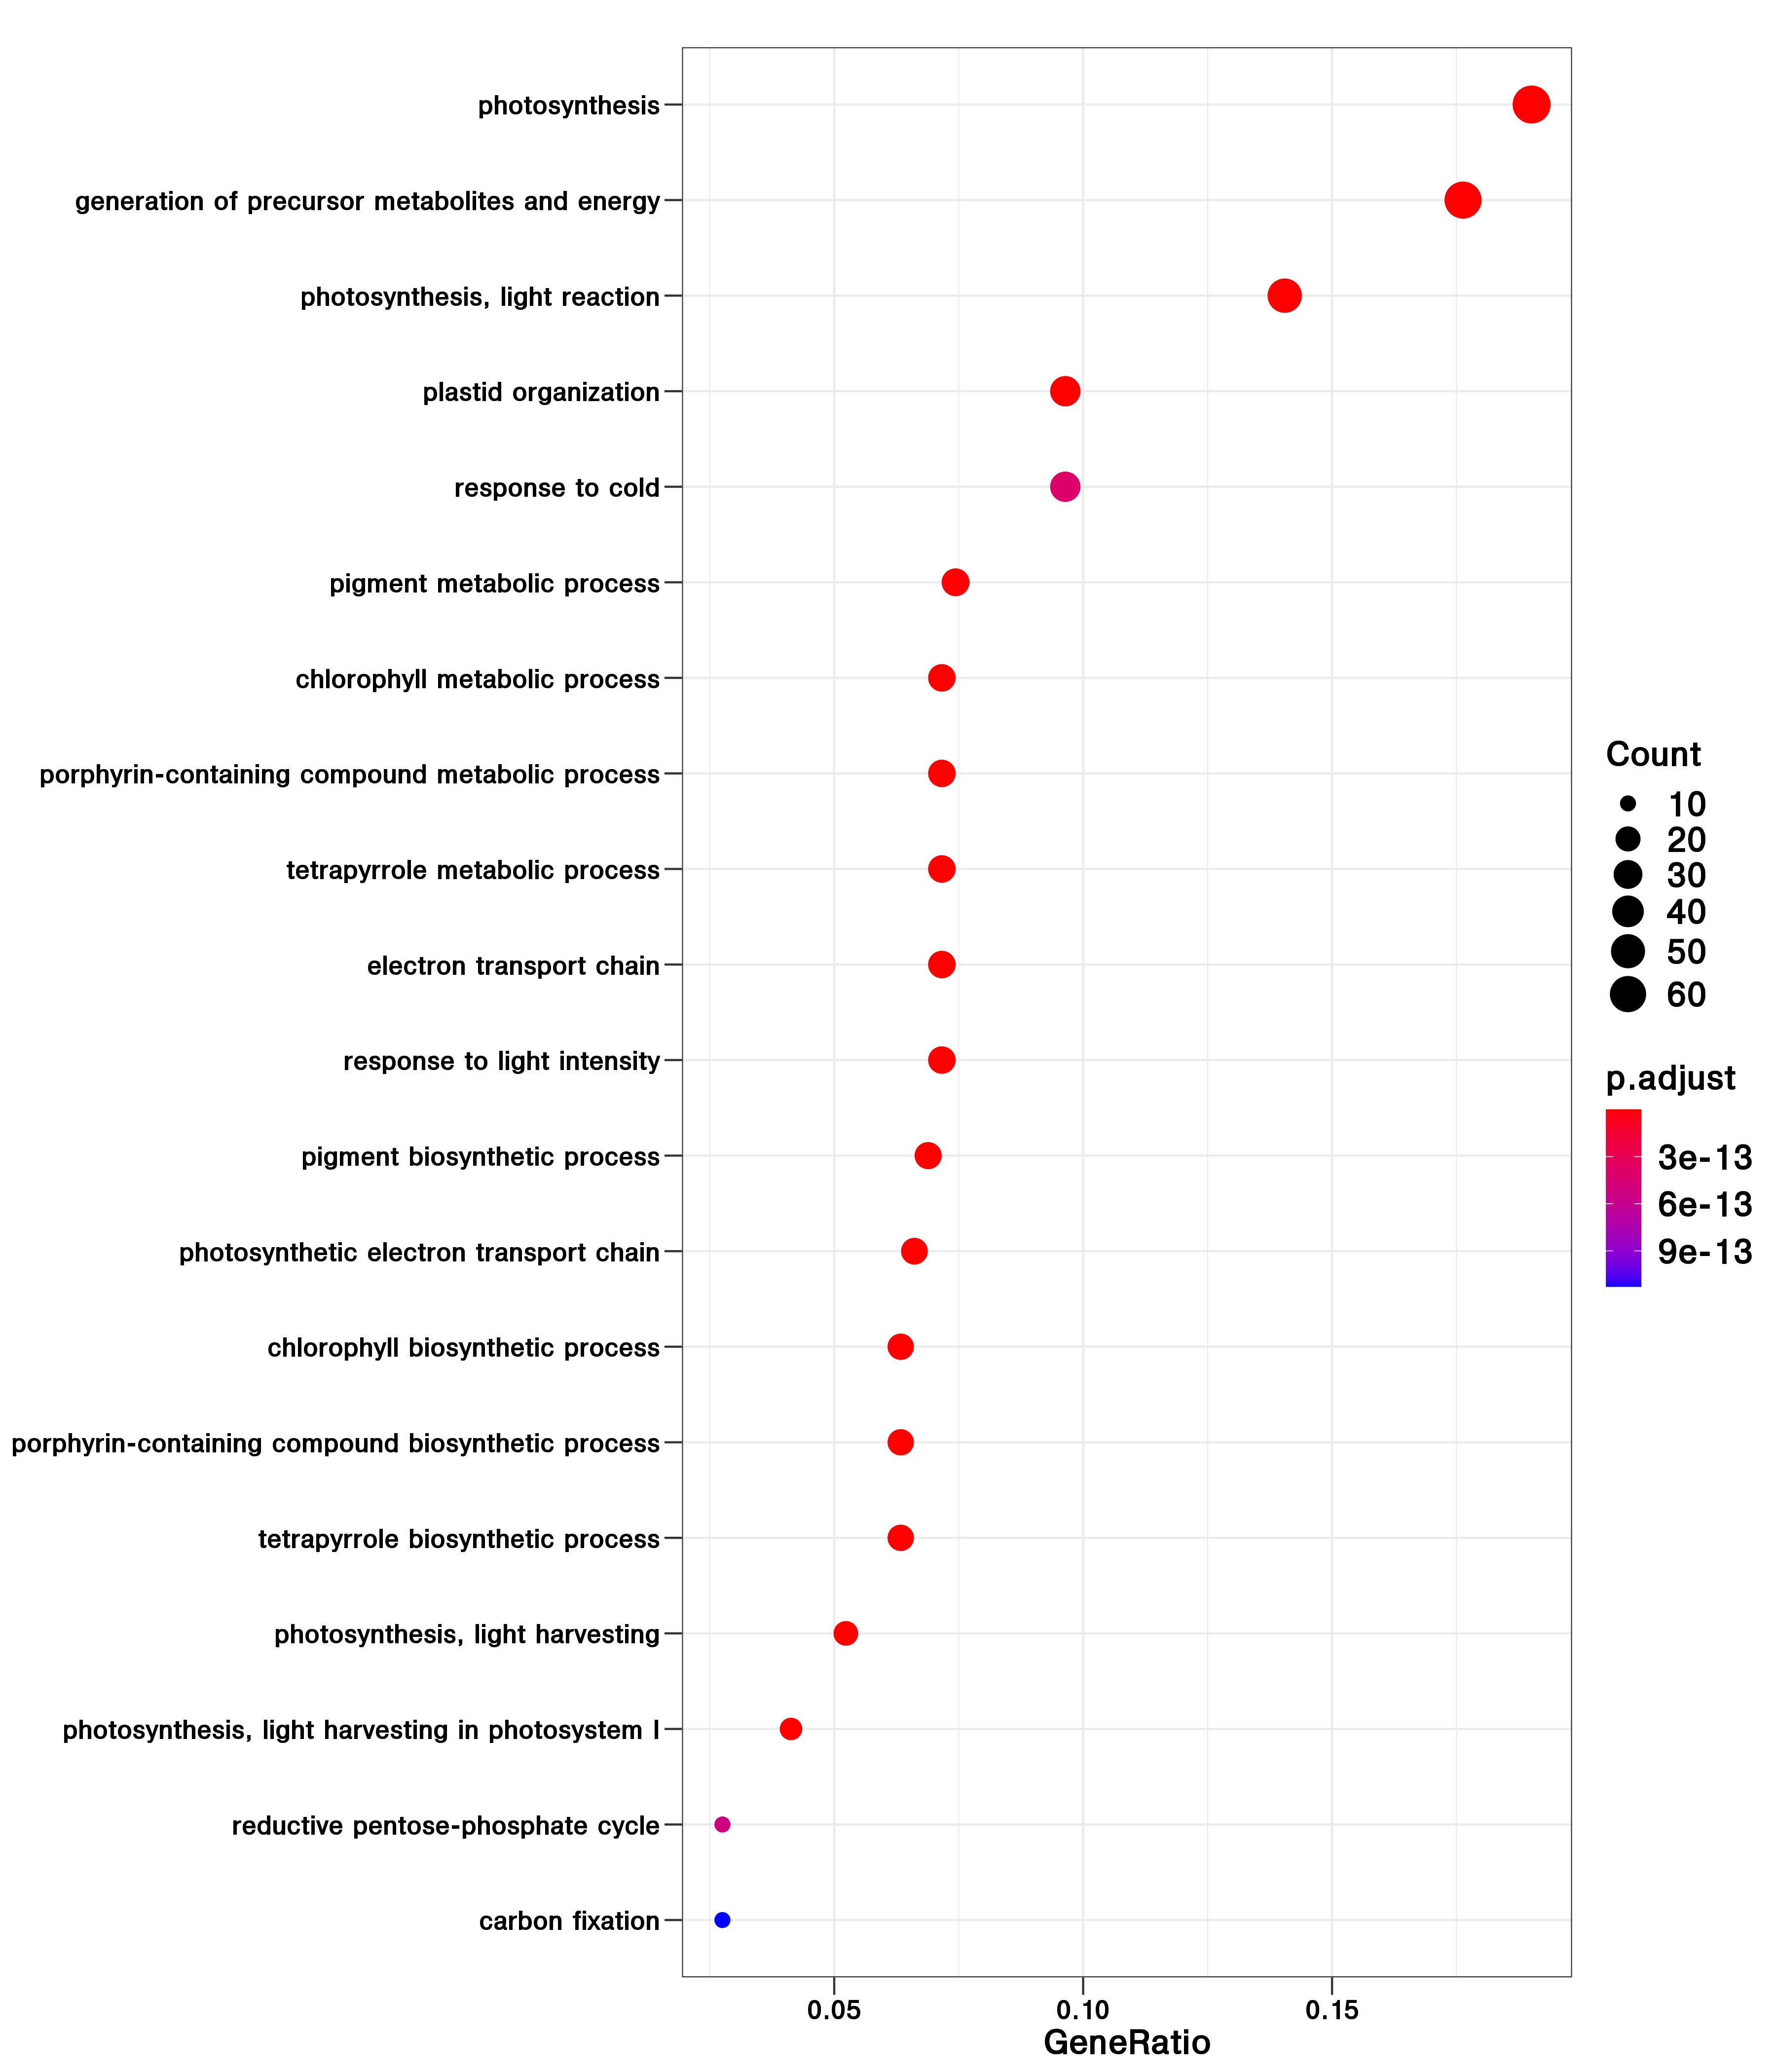 photosynthesis
generation of precursor metabolites and energy
photosynthesis, light reaction
plastid organization
response to cold
pigment metabolic process
chlorophyll metabolic process
porphyrin-containing compound metabolic process
tetrapyrrole metabolic process
electron transport chain
response to light intensity
pigment biosynthetic process
photosynthetic electron transport chain
chlorophyll biosynthetic process
porphyrin-containing compound biosynthetic process
tetrapyrrole biosynthetic process
photosynthesis, light harvesting
photosynthesis, light harvesting in photosystem I
reductive pentose-phosphate cycle
carbon fixation
0.05 0.10 0.15
GeneRatio
Count
10
20
30
40
50
60
p.adjust
3e-13
6e-13
9e-13